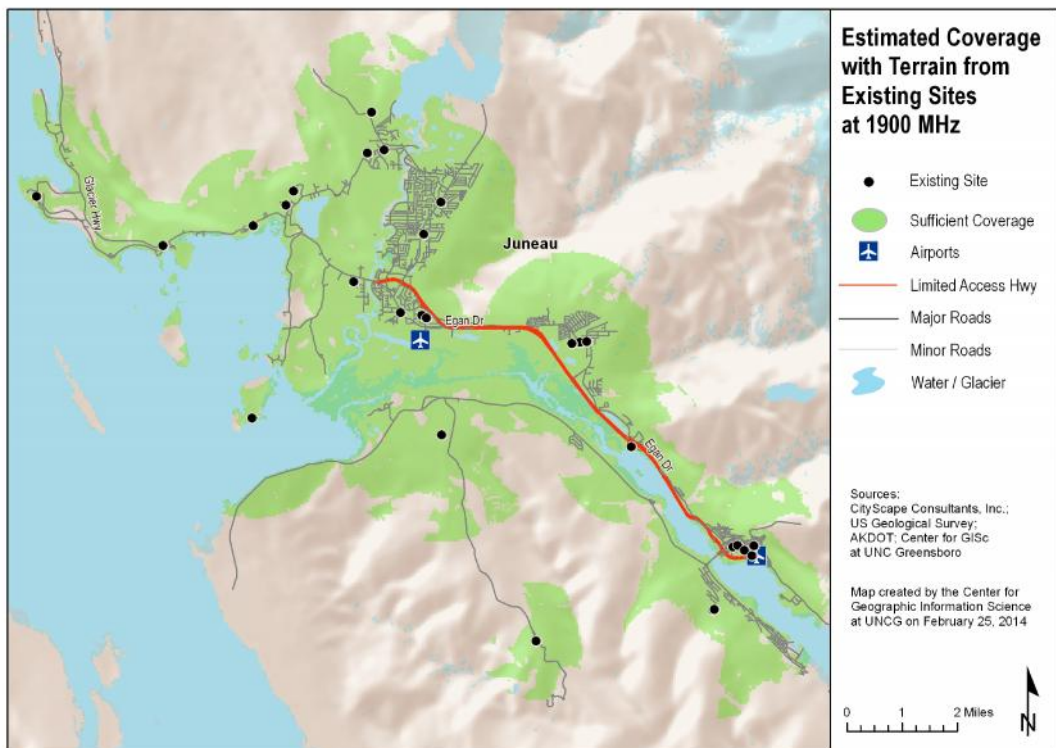 Estimated Coverage
with Terrain from
Existing Sites
at 1900 MHz
Existing Site
Sufficient Coverage
Airports
Limited Access Hwy
Major Roads
Minor Roads
Water / Glacier
Sources:
CityScape Consultants, Inc.;
US Geological Survey;
AKDOT; Center for GISc
at UNC Greensboro
Map created by the Center for
Geographic Information Science
at UNCG on February 25, 2014
0 1 2 Miles
N
Glacier Hwy
Juneau
Egan Dr
Egan Dr